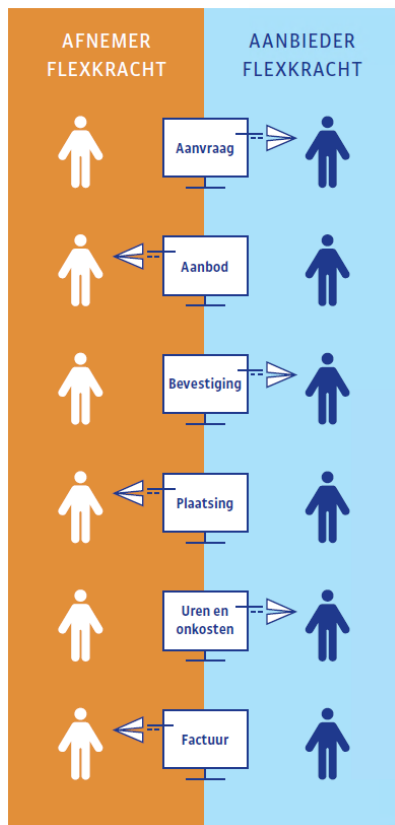 AFNEMER
FLEXKRACHT
AANBIEDER
FLEXKRACHT
Aanvraag
Aanbod
Bevestiging
Plaatsing
Uren en
onkosten
Factuur